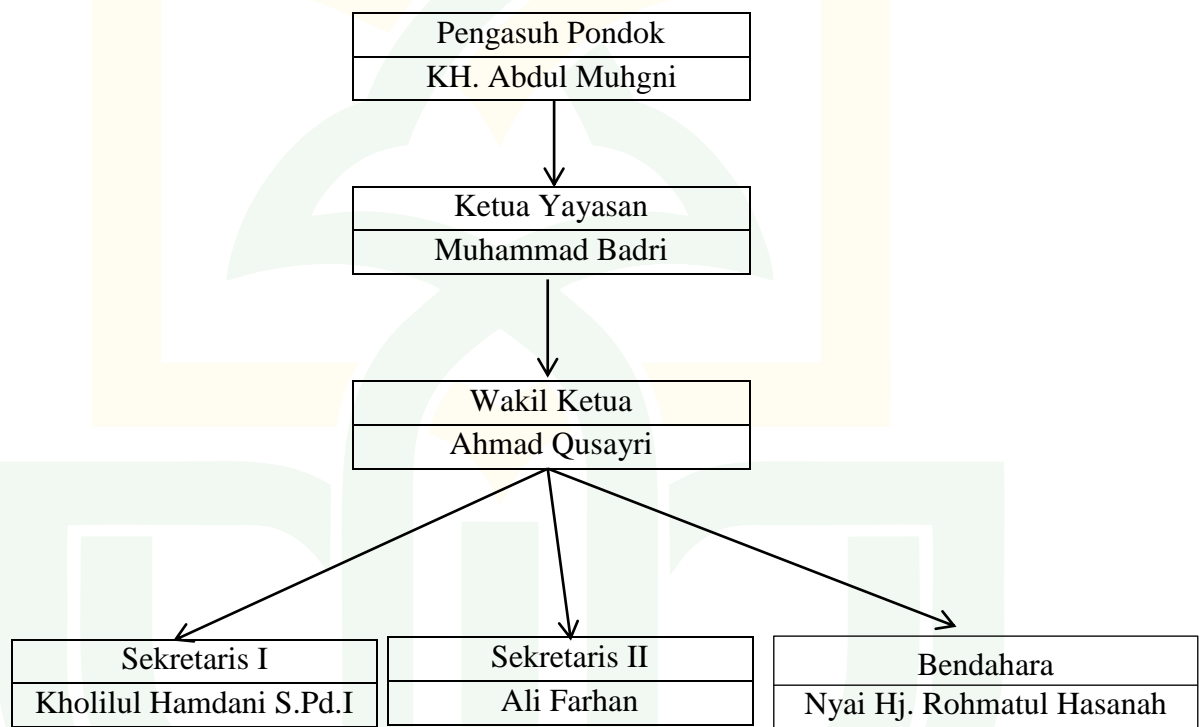 Pengasuh Pondok
KH. Abdul Muhgni
Ketua Yayasan
Muhammad Badri
Wakil Ketua
Ahmad Qusayri
Sekretaris I
Kholilul Hamdani S.Pd.I
Sekretaris II
Ali Farhan
Bendahara
Nyai Hj. Rohmatul Hasanah